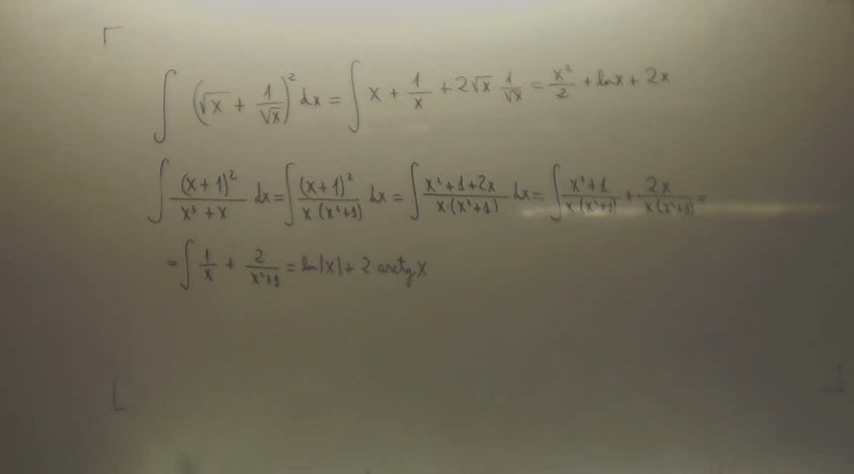 ∫ (√x + 1/√x)² dx = ∫ x + 1/x + 2√x 1/√x = x²/2 + ln x + 2x
∫ (x+1)²/(x³+x) dx = ∫ (x+1)²/(x(x²+1)) dx = ∫ (x²+1+2x)/(x(x²+1)) dx = ∫ (x²+1)/(x(x²+1)) + 2x/(x(x²+1)) =
= ∫ 1/x + 2/(x²+1) = ln|x| + 2 arctg x